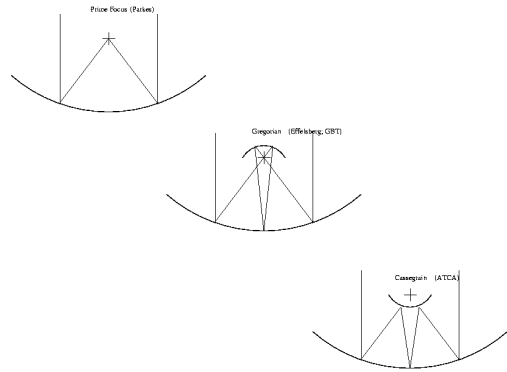 Prime Focus (Parkes)
Gregorian (Effelsberg, GBT)
Cassegrain (ATCA)